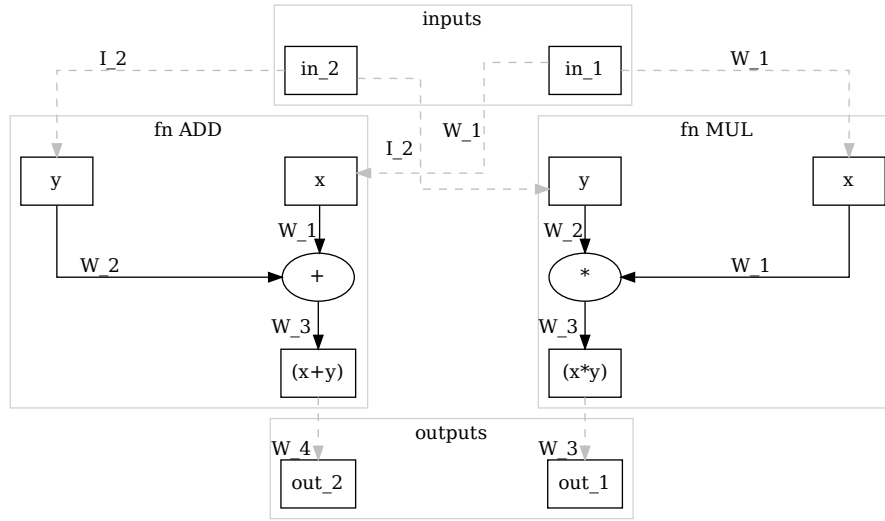 inputs
I_2
in_2
in_1
W_1
fn ADD
W_1
I_2
fn MUL
y
x
y
x
W_1
W_2
W_2
+
*
W_1
W_3
W_3
(x+y)
(x*y)
outputs
W_4
W_3
out_2
out_1